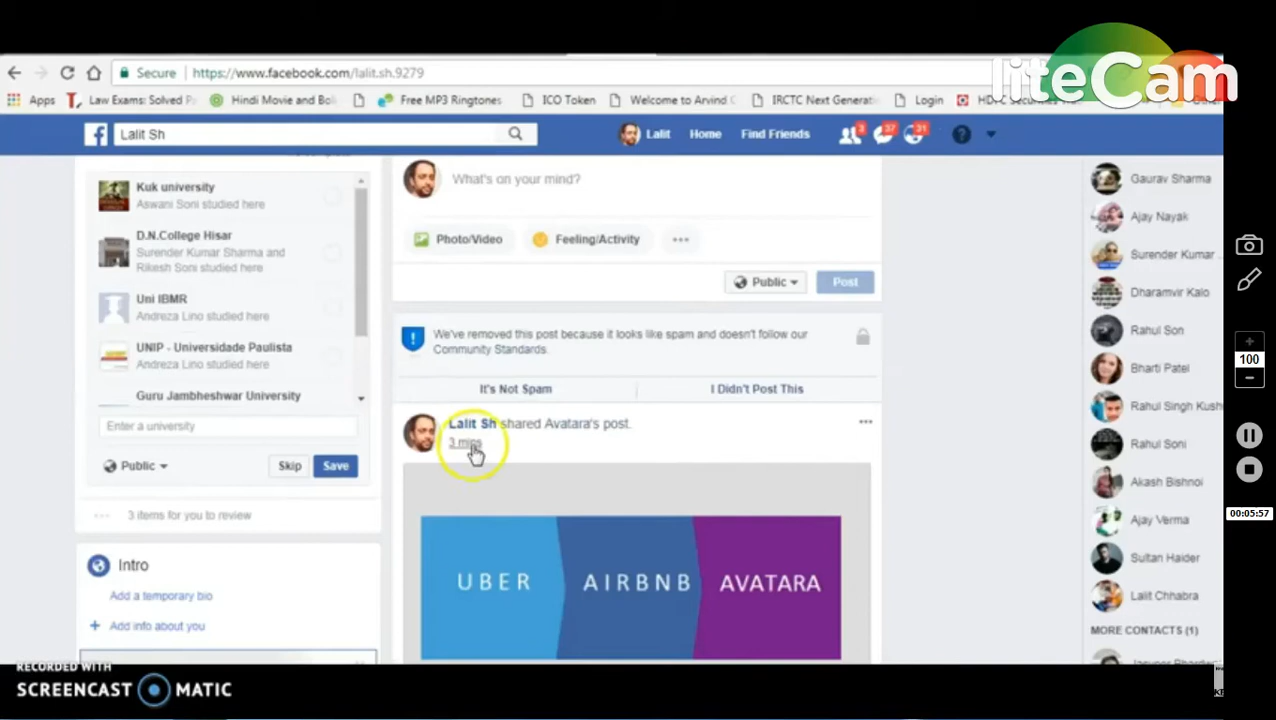 liteCam
Secure https://www.facebook.com/lalit.sh.9279
Apps Law Exams: Solved Hindi Movie and Free MP3 Ringtones ICO Token Welcome to Arvind IRCTC Next Login
Lalit Sh
Lalit Home Find Friends
Kuk university
Aswani Soni studied here
D.N.College Hisar
Surender Kumar Sharma and
Rikesh Soni studied here
Uni IBMR
Andreza Lino studied here
UNIP - Universidade Paulista
Andreza Lino studied here
Guru Jambheshwar University
Enter a university
Public Skip Save
3 items for you to review
Intro
Add a temporary bio
Add info about you
What's on your mind?
Photo/Video Feeling/Activity
Public Post
We've removed this post because it looks like spam and doesn't follow our
Community Standards.
It's Not Spam I Didn't Post This
Lalit Sh shared Avatara's post.
3 mins
UBER AIRBNB AVATARA
Gaurav Sharma
Ajay Nayak
Surender Kumar ...
Dharamvir Kalo
Rahul Son
Bharti Patel
Rahul Singh Kush
Rahul Soni
Akash Bishnoi
Ajay Verma
Sultan Haider
Lalit Chhabra
MORE CONTACTS (1)
100
00:05:57
RECORDED WITH
SCREENCAST MATIC